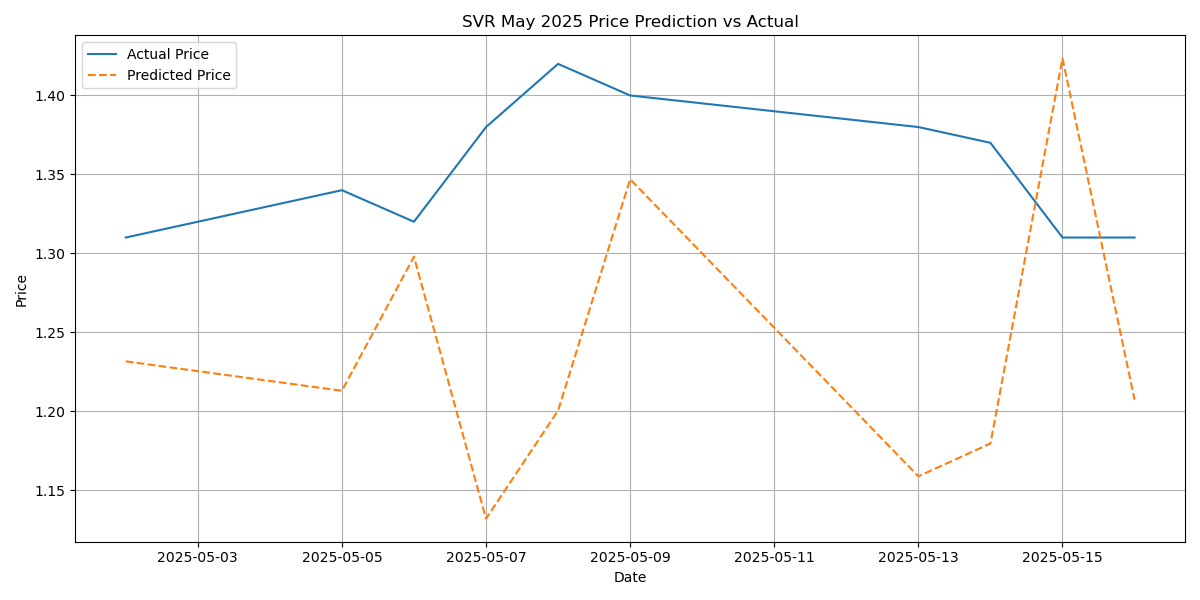 SVR May 2025 Price Prediction vs Actual
Actual Price
Predicted Price
1.40
1.35
1.30
1.25
1.20
1.15
Price
2025-05-03
2025-05-05
2025-05-07
2025-05-09
2025-05-11
2025-05-13
2025-05-15
Date